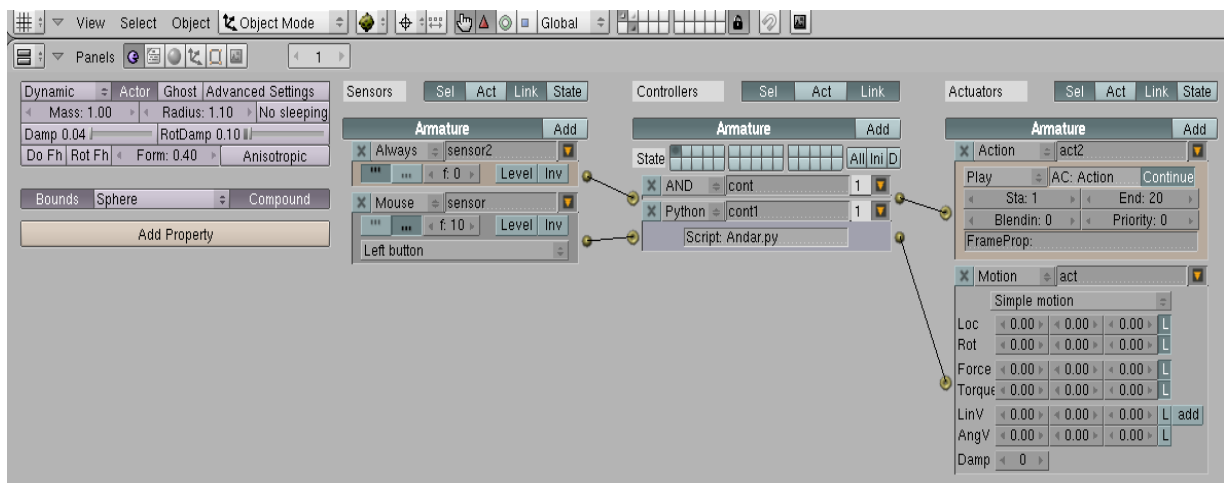 View Select Object Object Mode Global
Panels 1
Dynamic Actor Ghost Advanced Settings
Mass: 1.00 Radius: 1.10 No sleeping
Damp 0.04 RotDamp 0.10
Do Fh Rot Fh Form: 0.40 Anisotropic
Bounds Sphere Compound
Add Property
Sensors Sel Act Link State
Armature Add
X Always sensor2
f: 0 Level Inv
X Mouse sensor
f: 10 Level Inv
Left button
Controllers Sel Act Link
Armature Add
State All Ini D
X AND cont 1
X Python cont1 1
Script: Andar.py
Actuators Sel Act Link State
Armature Add
X Action act2
Play AC: Action Continue
Sta: 1 End: 20
Blendin: 0 Priority: 0
FrameProp:
X Motion act
Simple motion
Loc 0.00 0.00 0.00 L
Rot 0.00 0.00 0.00 L
Force 0.00 0.00 0.00 L
Torque 0.00 0.00 0.00 L
LinV 0.00 0.00 0.00 L add
AngV 0.00 0.00 0.00 L
Damp 0